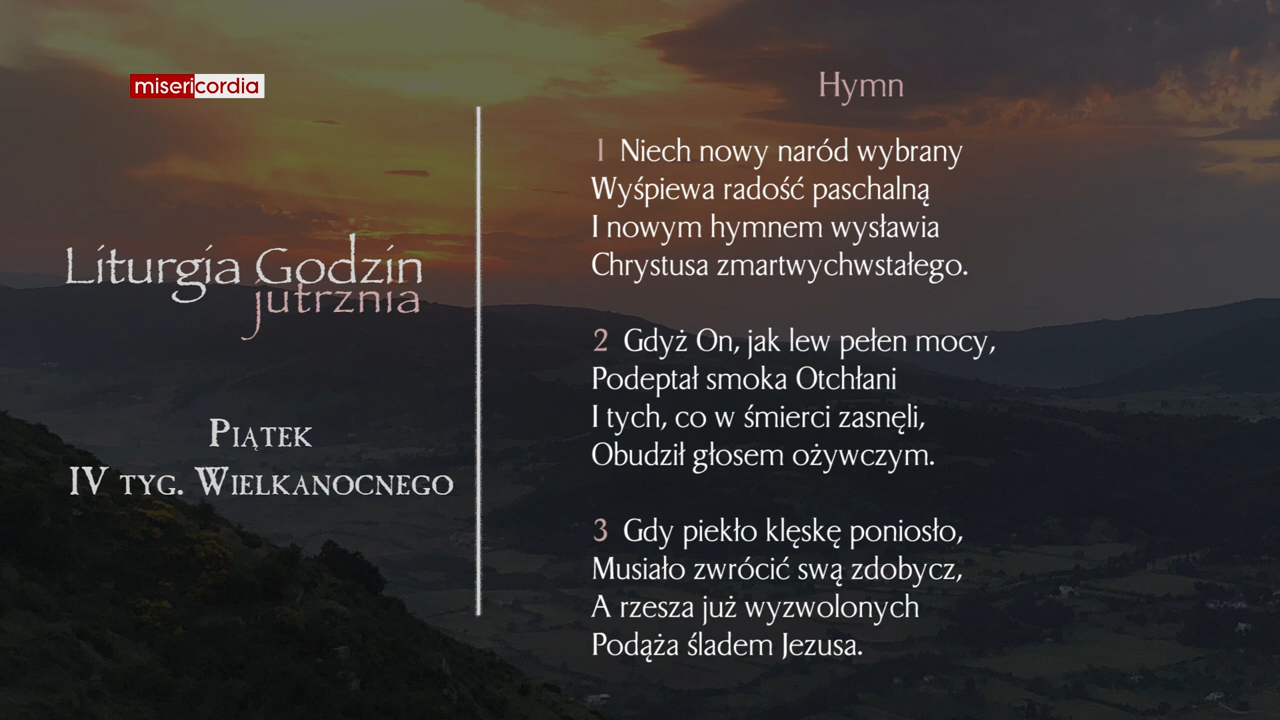 misericordia
Liturgia Godzin
jutrznia
Piątek
IV tyg. Wielkanocnego
Hymn
1 Niech nowy naród wybrany
Wyśpiewa radość paschalną
I nowym hymnem wysławia
Chrystusa zmartwychwstałego.
2 Gdyż On, jak lew pełen mocy,
Podeptał smoka Otchłani
I tych, co w śmierci zasnęli,
Obudził głosem ożywczym.
3 Gdy piekło klęskę poniosło,
Musiało zwrócić swą zdobycz,
A rzesza już wyzwolonych
Podąża śladem Jezusa.